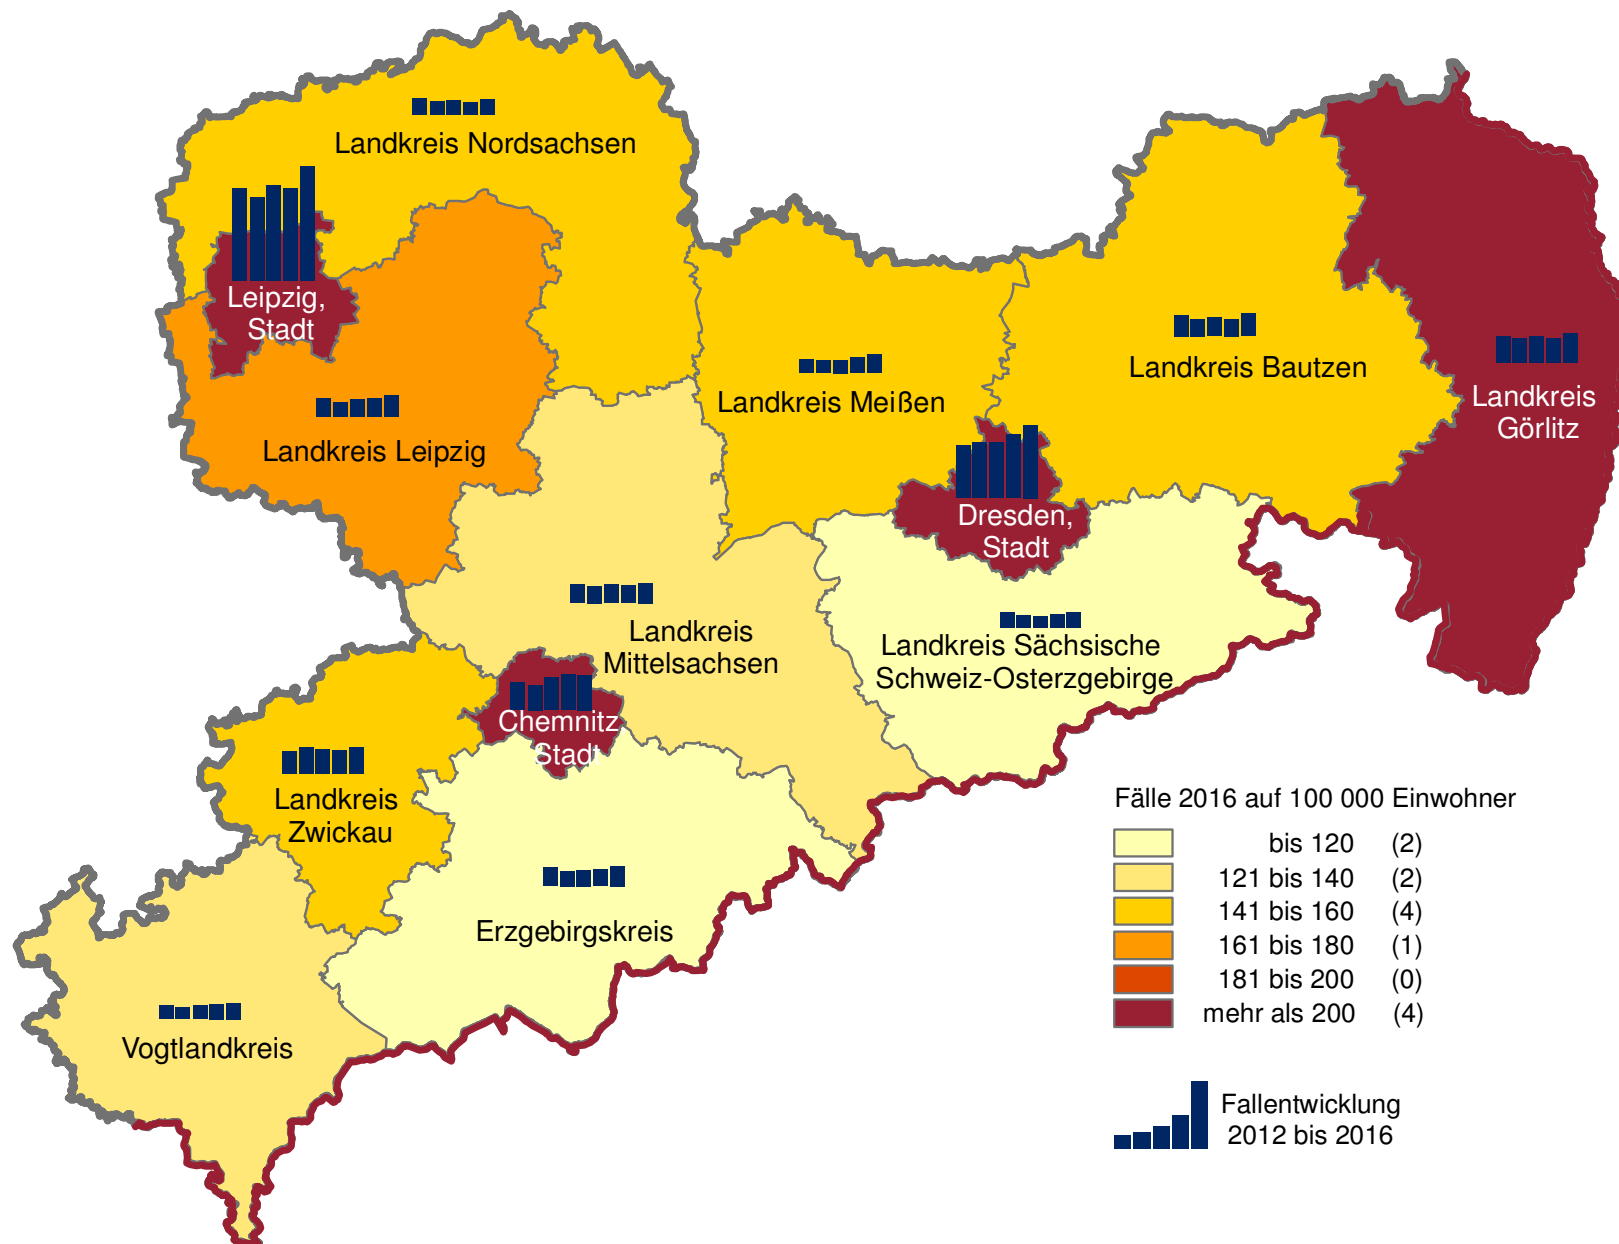 Landkreis Nordsachsen
Leipzig,
Stadt
Landkreis Leipzig
Landkreis Meißen
Landkreis Bautzen
Landkreis
Görlitz
Dresden,
Stadt
Landkreis
Mittelsachsen
Landkreis Sächsische
Schweiz-Osterzgebirge
Chemnitz
Stadt
Landkreis
Zwickau
Erzgebirgskreis
Vogtlandkreis
Fälle 2016 auf 100 000 Einwohner
bis 120 (2)
121 bis 140 (2)
141 bis 160 (4)
161 bis 180 (1)
181 bis 200 (0)
mehr als 200 (4)
Fallentwicklung
2012 bis 2016